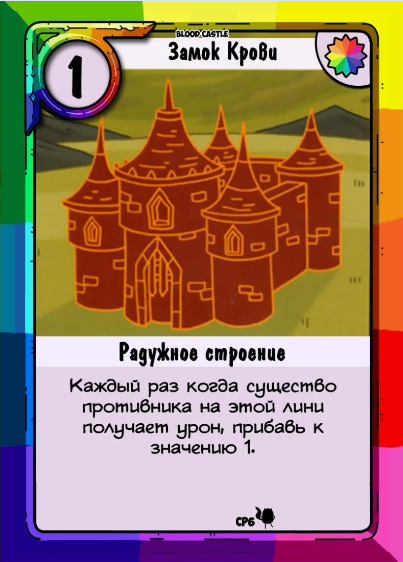 BLOOD CASTLE
Замок Крови
1
Радужное строение
Каждый раз когда существо
противника на этой лини
получает урон, прибавь к
значению 1.
СРБ